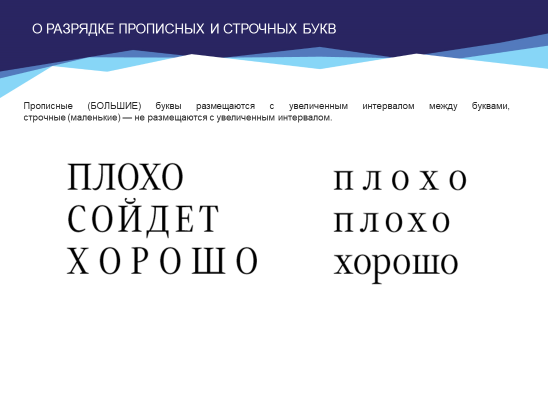 О РАЗРЯДКЕ ПРОПИСНЫХ И СТРОЧНЫХ БУКВ
Прописные (БОЛЬШИЕ) буквы размещаются с увеличенным интервалом между буквами,
строчные (маленькие) — не размещаются с увеличенным интервалом.
ПЛОХО
СОЙДЕТ
ХОРОШО
плохо
плохо
хорошо